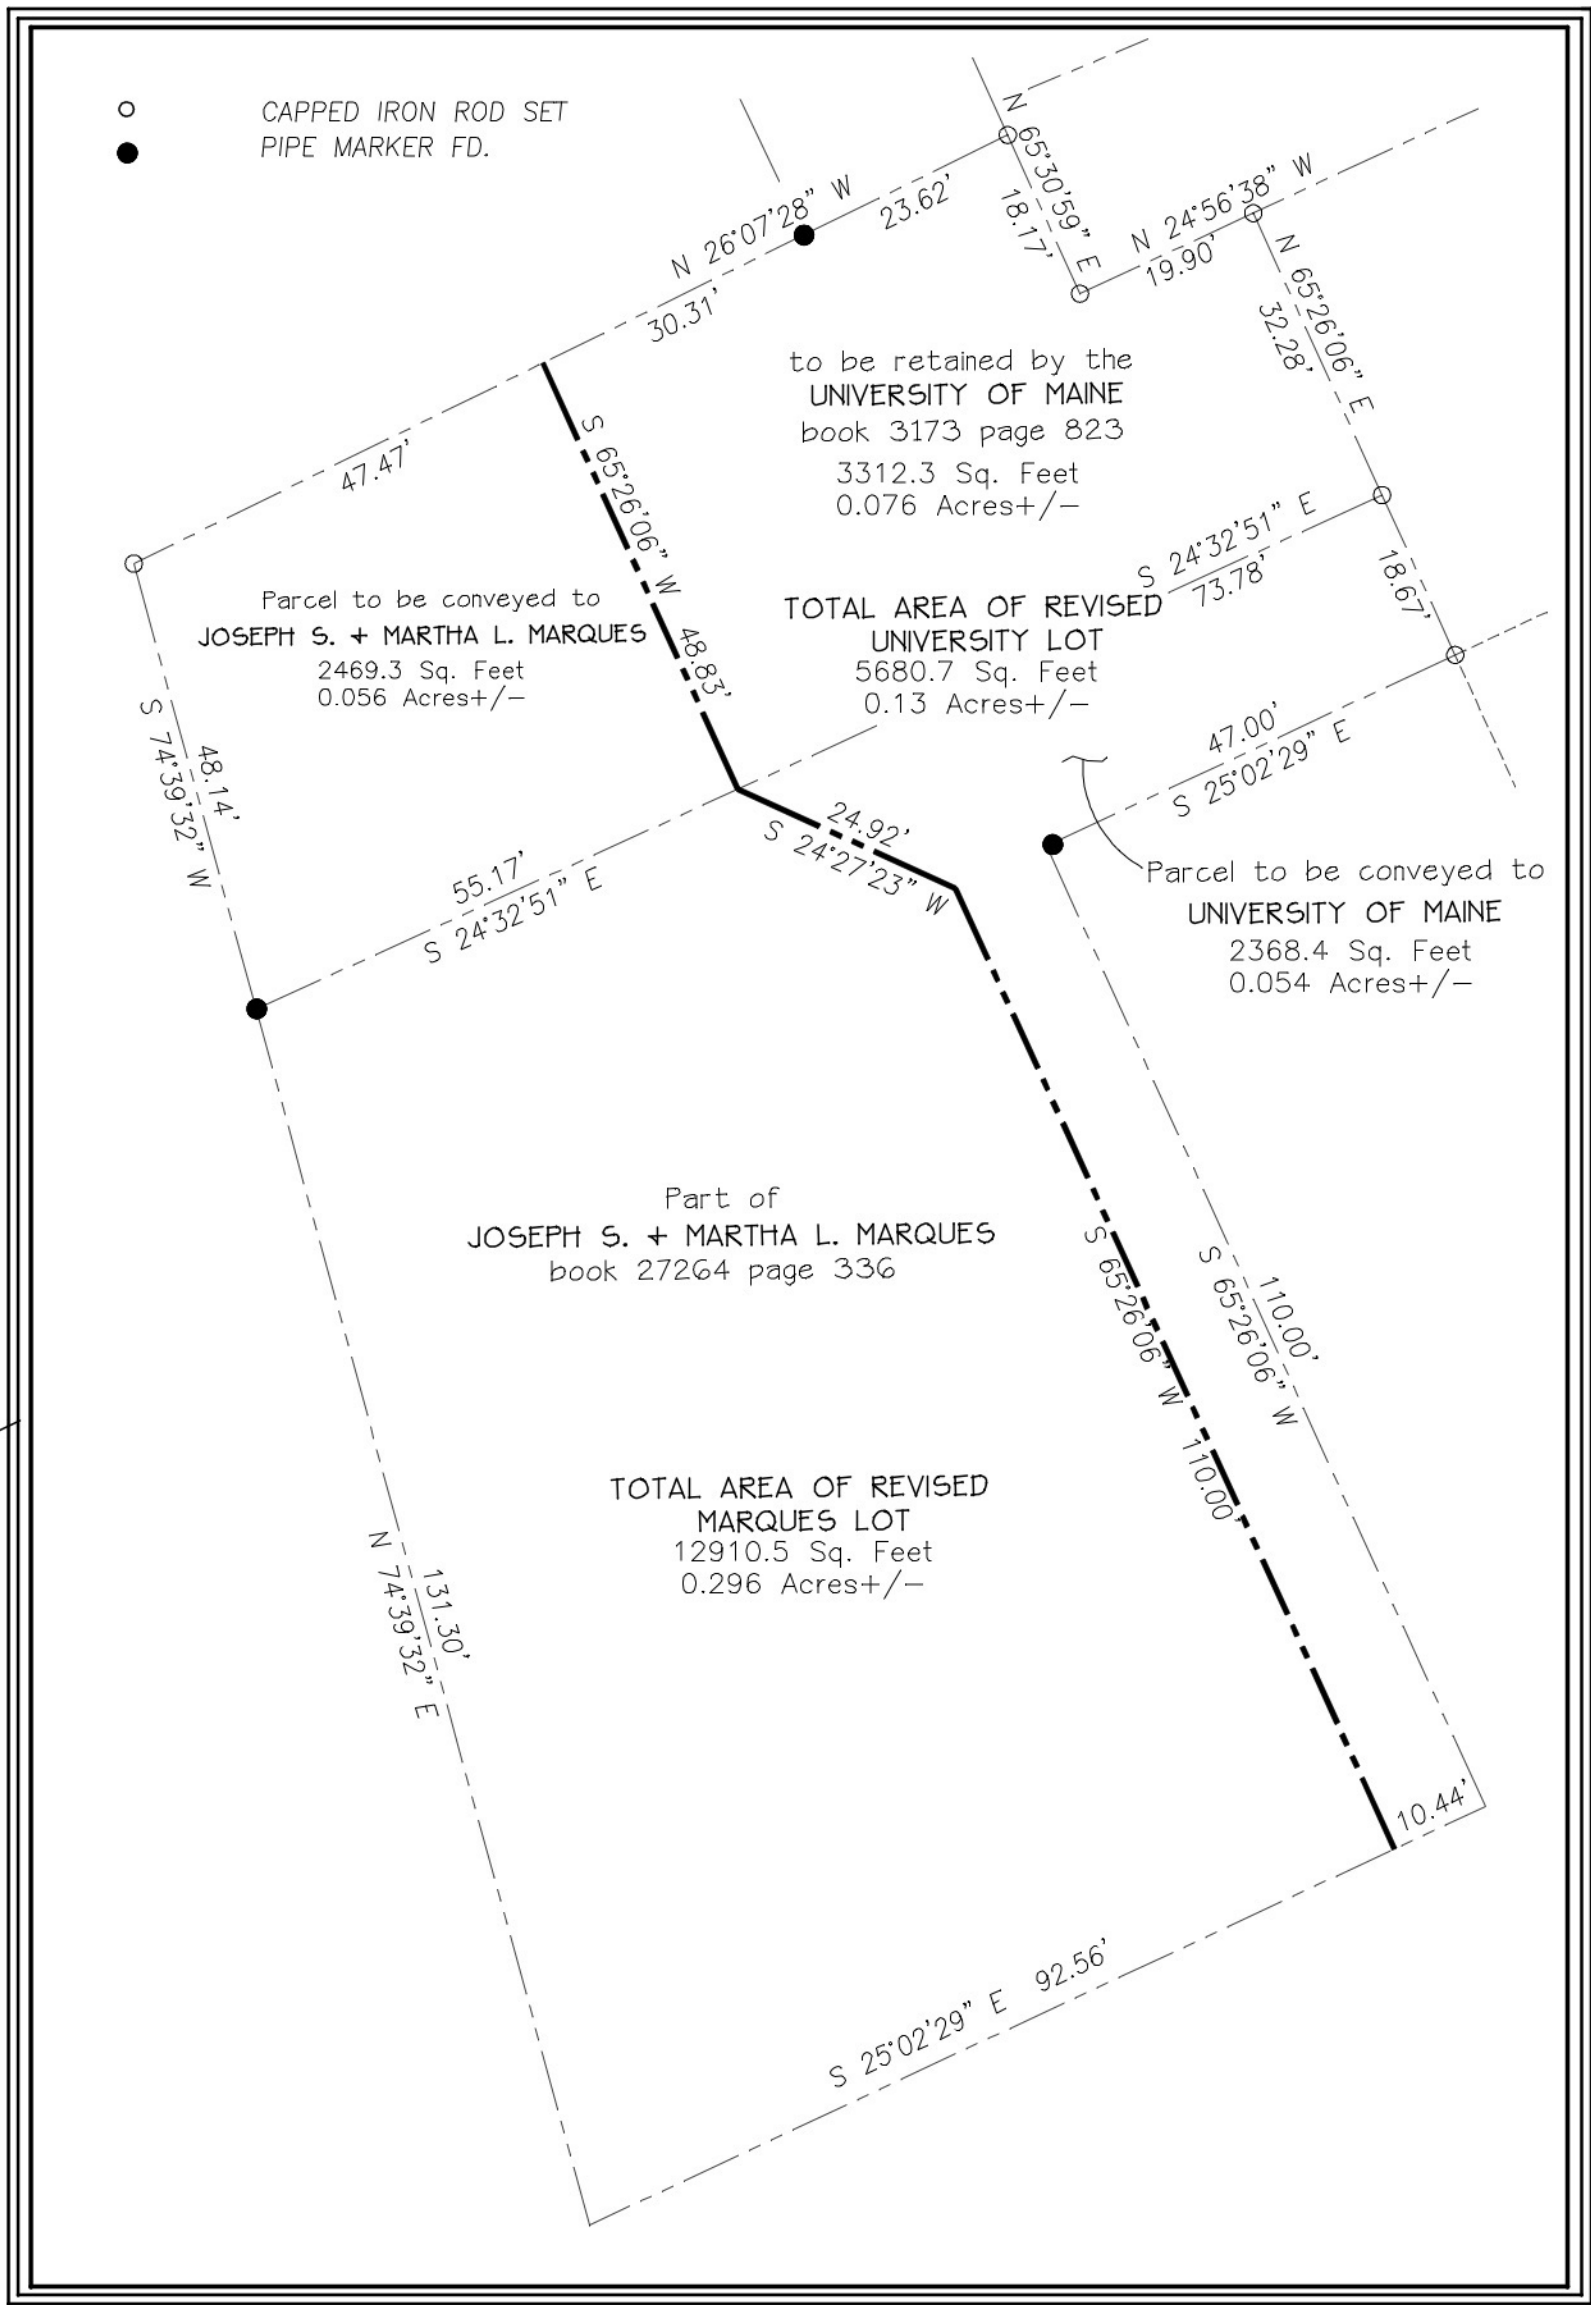 CAPPED IRON ROD SET
PIPE MARKER FD.
N 65°30'59" E
18.17'
N 26°07'28" W
23.62'
30.31'
N 24°56'38" W
19.90'
N 65°26'06" E
32.28'
to be retained by the
UNIVERSITY OF MAINE
book 3173 page 823
3312.3 Sq. Feet
0.076 Acres+/-
47.47'
S 65°26'06" W
48.83'
S 24°32'51" E
73.78'
18.67'
Parcel to be conveyed to
JOSEPH S. + MARTHA L. MARQUES
2469.3 Sq. Feet
0.056 Acres+/-
TOTAL AREA OF REVISED
UNIVERSITY LOT
5680.7 Sq. Feet
0.13 Acres+/-
S 74°39'32" W
48.14'
47.00'
S 25°02'29" E
24.92'
S 24°27'23" W
55.17'
S 24°32'51" E
Parcel to be conveyed to
UNIVERSITY OF MAINE
2368.4 Sq. Feet
0.054 Acres+/-
Part of
JOSEPH S. + MARTHA L. MARQUES
book 27264 page 336
S 65°26'06" W 110.00'
110.00'
S 65°26'06" W
TOTAL AREA OF REVISED
MARQUES LOT
12910.5 Sq. Feet
0.296 Acres+/-
131.30'
N 74°39'32" E
10.44'
S 25°02'29" E 92.56'